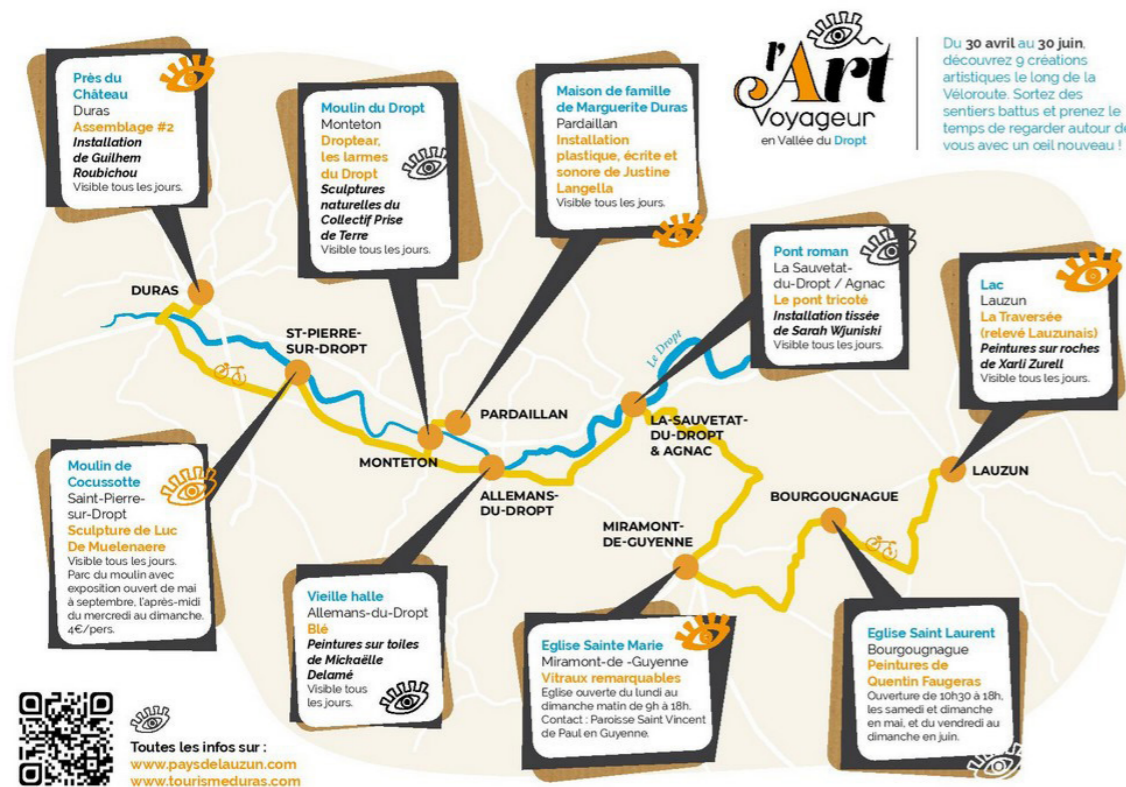 l'Art
Voyageur
en Vallée du Dropt
Du 30 avril au 30 juin,
découvrez 9 créations
artistiques le long de la
Véloroute. Sortez des
sentiers battus et prenez le
temps de regarder autour de
vous avec un œil nouveau !
Près du
Château
Duras
Assemblage #2
Installation
de Guilhem
Roubichou
Visible tous les jours.
Moulin du Dropt
Monteton
Droptear,
les larmes
du Dropt
Sculptures
naturelles du
Collectif Prise
de Terre
Visible tous les jours.
Maison de famille
de Marguerite Duras
Pardaillan
Installation
plastique, écrite et
sonore de Justine
Langella
Visible tous les jours.
Pont roman
La Sauvetat-
du-Dropt / Agnac
Le pont tricoté
Installation tissée
de Sarah Wjuniski
Visible tous les jours.
Lac
Lauzun
La Traversée
(relevé Lauzunais)
Peintures sur roches
de Xarli Zurell
Visible tous les jours.
DURAS
ST-PIERRE-
SUR-DROPT
Le Dropt
PARDAILLAN
MONTETON
ALLEMANS-
DU-DROPT
LA-SAUVETAT-
DU-DROPT
& AGNAC
MIRAMONT-
DE-GUYENNE
BOURGOUGNAGUE
LAUZUN
Moulin de
Cocussotte
Saint-Pierre-
sur-Dropt
Sculpture de Luc
De Muelenaere
Visible tous les jours.
Parc du moulin avec
exposition ouvert de mai
à septembre, l'après-midi
du mercredi au dimanche.
4€/pers.
Vieille halle
Allemans-du-Dropt
Blé
Peintures sur toiles
de Mickaëlle
Delamé
Visible tous
les jours.
Eglise Sainte Marie
Miramont-de -Guyenne
Vitraux remarquables
Eglise ouverte du lundi au
dimanche matin de 9h à 18h.
Contact : Paroisse Saint Vincent
de Paul en Guyenne.
Eglise Saint Laurent
Bourgougnague
Peintures de
Quentin Faugeras
Ouverture de 10h30 à 18h,
les samedi et dimanche
en mai, et du vendredi au
dimanche en juin.
Toutes les infos sur :
www.paysdelauzun.com
www.tourismeduras.com